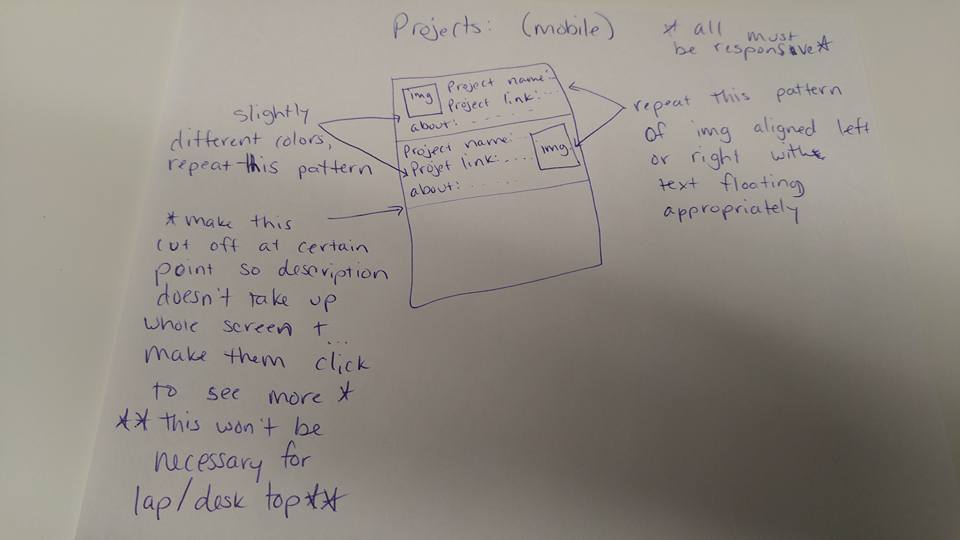 Projects: (mobile)
* all must
be responsive*
img
Project name:..
Project link:...
about: .....
Project name:..
Projet link:....
about: .....
img
slightly
different colors,
repeat this pattern
repeat this pattern
of img aligned left
or right with
text floating
appropriately
*make this
cut off at certain
point so description
doesn't take up
whole screen +...
make them click
to see more *
** this won't be
necessary for
lap/desk top**